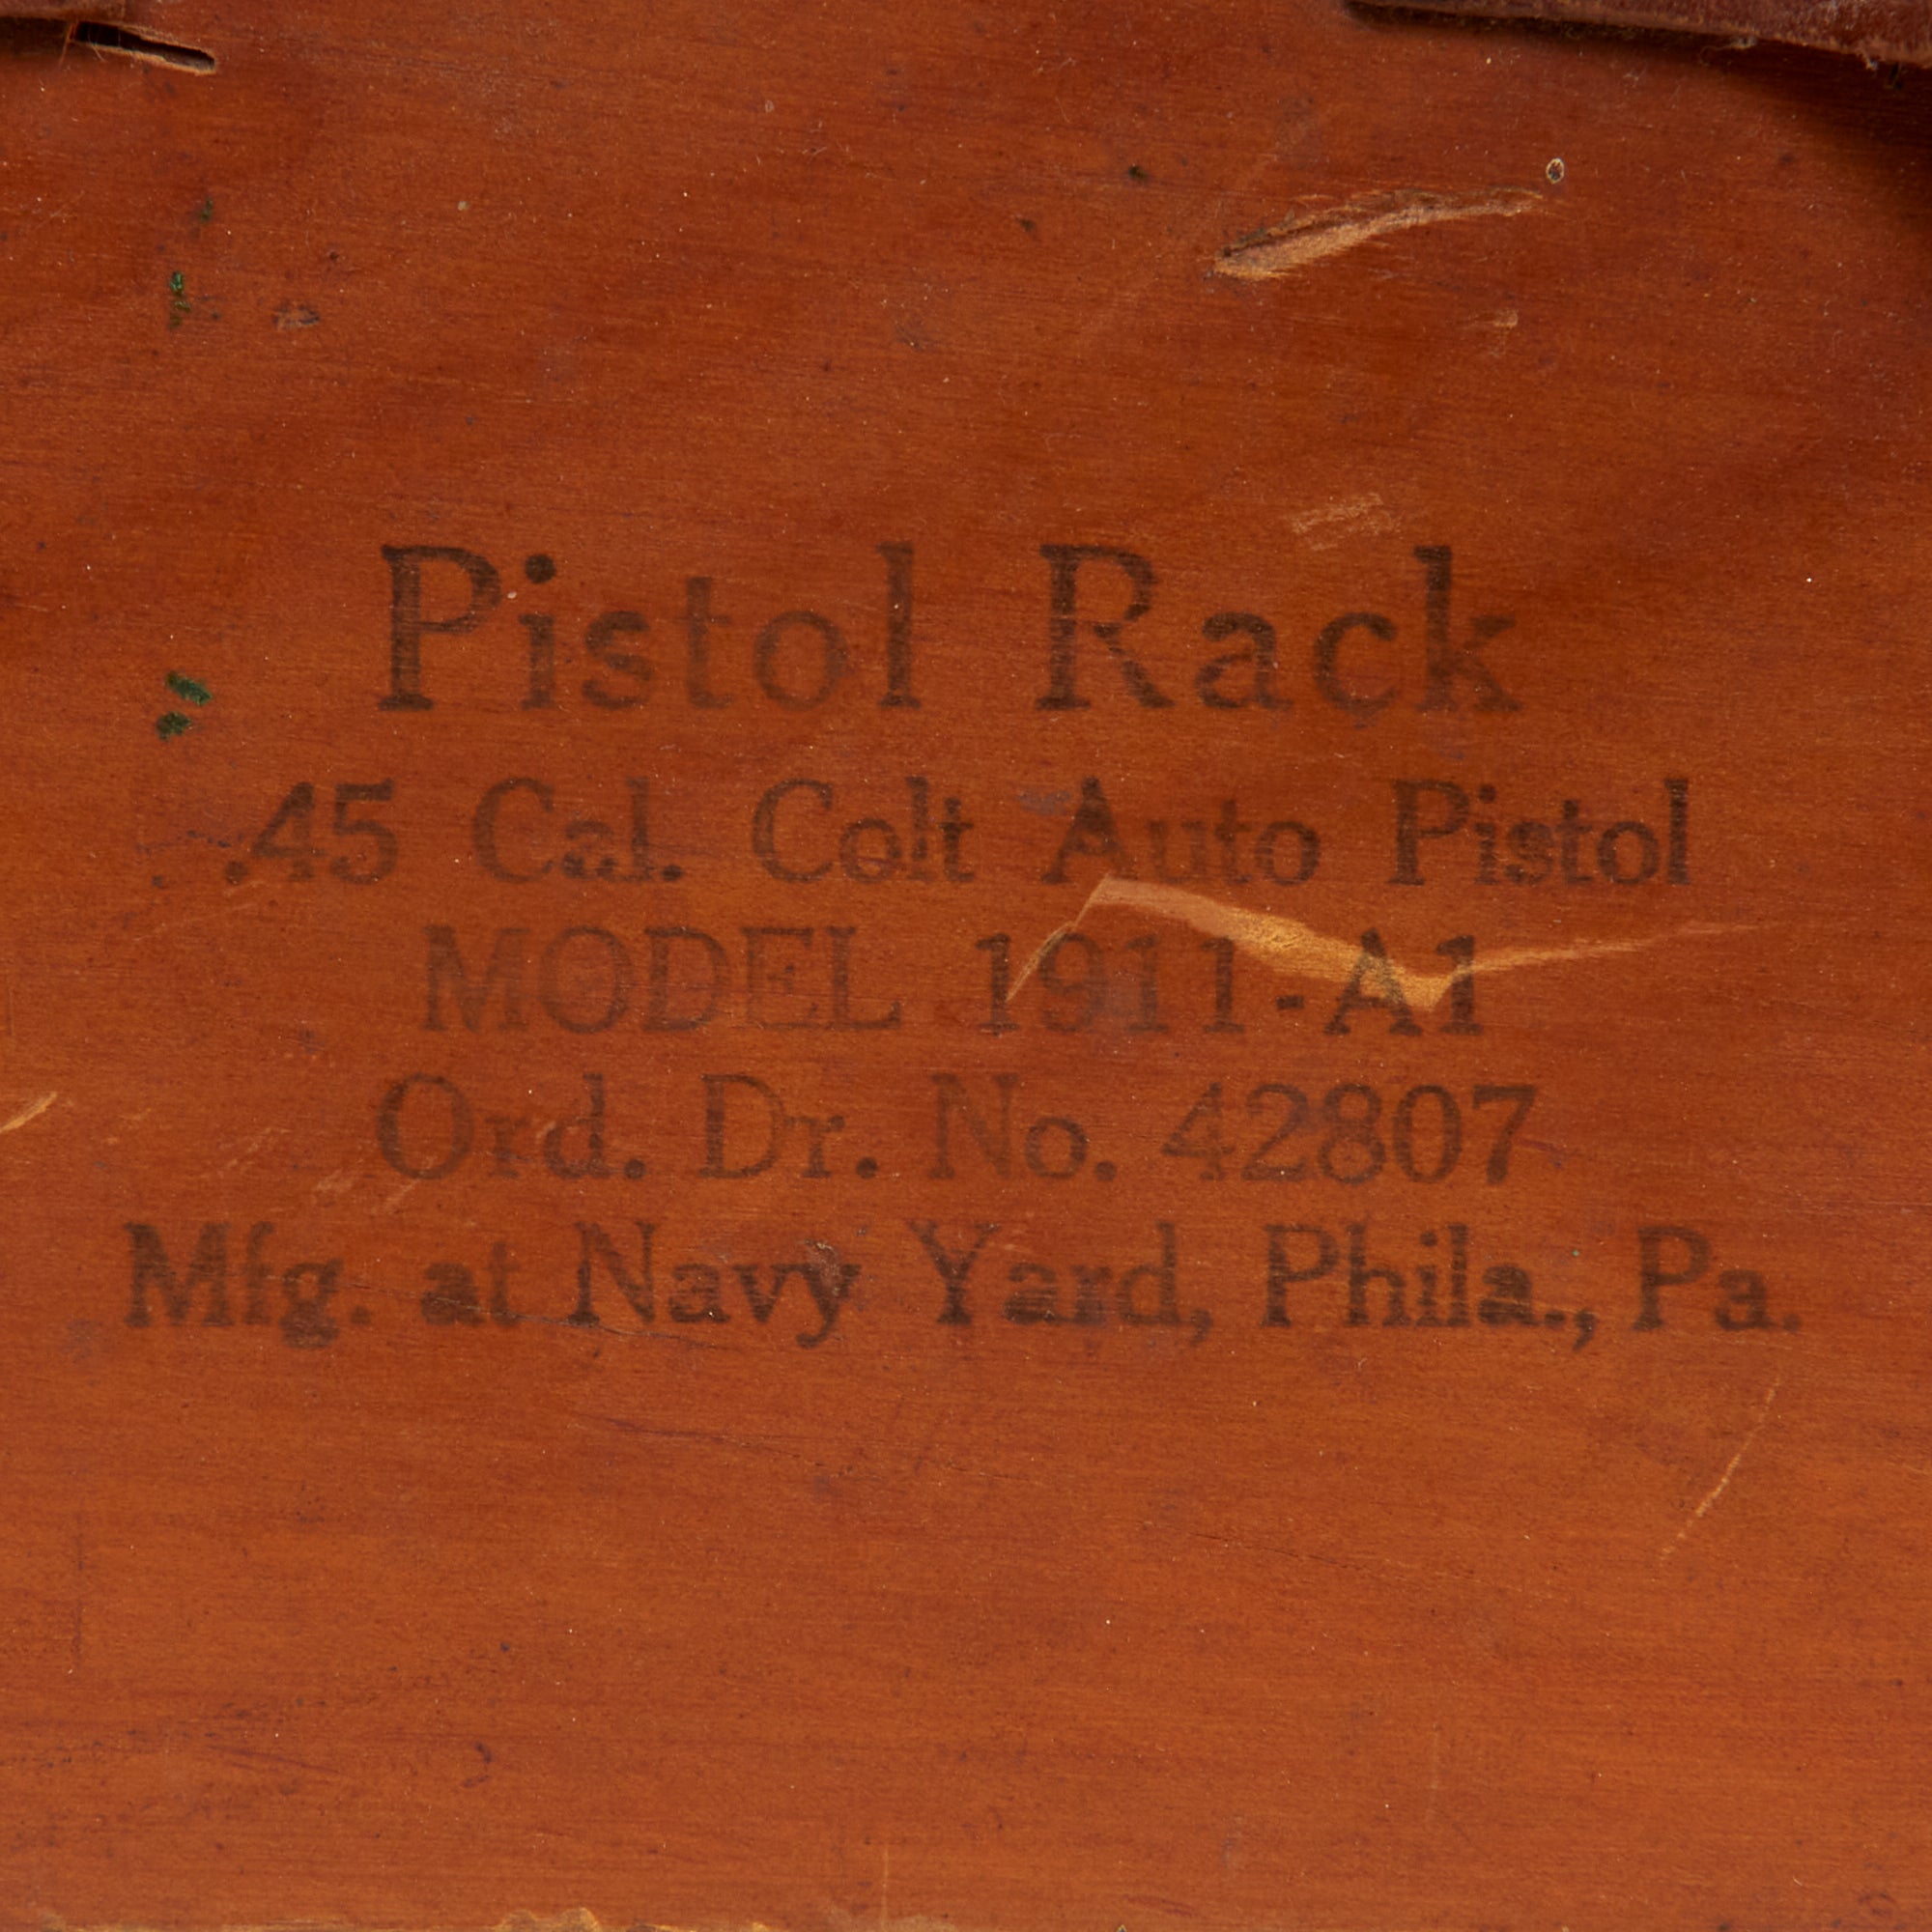 Pistol Rack
.45 Cal. Colt Auto Pistol
MODEL 1911-A1
Ord. Dr. No. 42807
Mfg. at Navy Yard, Phila., Pa.